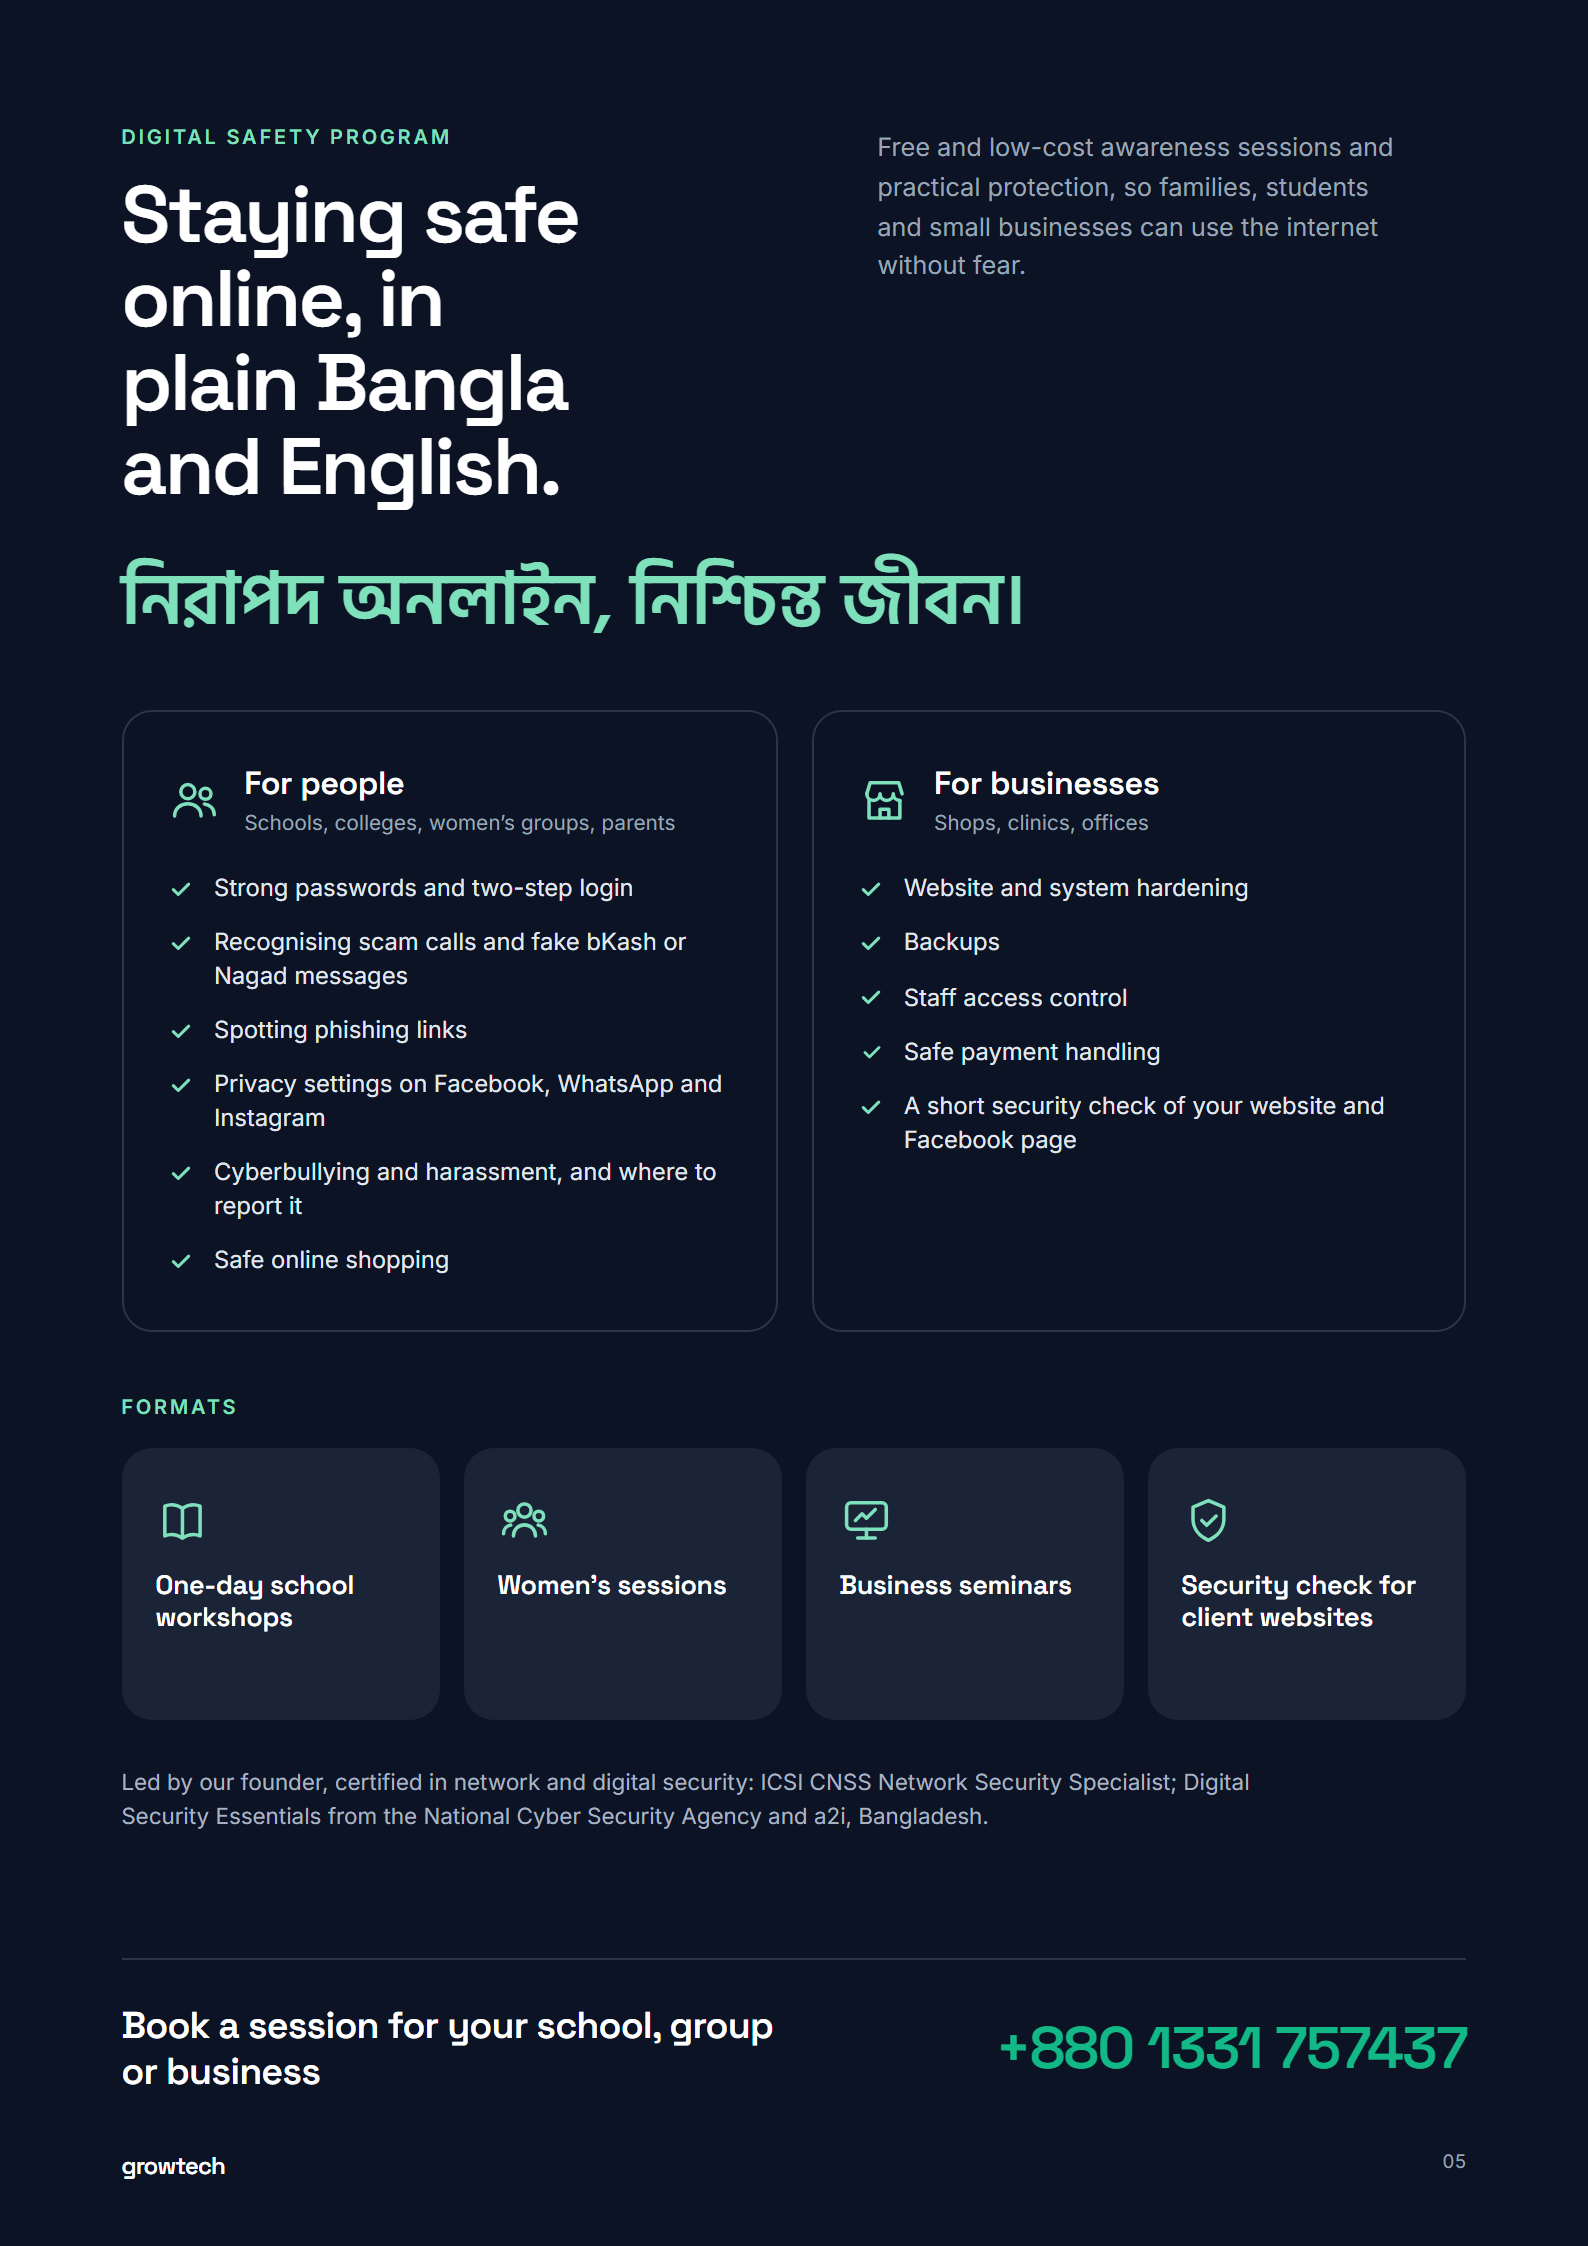 DIGITAL SAFETY PROGRAM
Staying safe
online, in
plain Bangla
and English.
Free and low-cost awareness sessions and
practical protection, so families, students
and small businesses can use the internet
without fear.
নিরাপদ অনলাইন, নিশ্চিন্ত জীবন।
For people
Schools, colleges, women’s groups, parents
Strong passwords and two-step login
Recognising scam calls and fake bKash or
Nagad messages
Spotting phishing links
Privacy settings on Facebook, WhatsApp and
Instagram
Cyberbullying and harassment, and where to
report it
Safe online shopping
For businesses
Shops, clinics, offices
Website and system hardening
Backups
Staff access control
Safe payment handling
A short security check of your website and
Facebook page
FORMATS
One-day school
workshops
Women’s sessions
Business seminars
Security check for
client websites
Led by our founder, certified in network and digital security: ICSI CNSS Network Security Specialist; Digital
Security Essentials from the National Cyber Security Agency and a2i, Bangladesh.
Book a session for your school, group
or business
+880 1331 757437
growtech
05